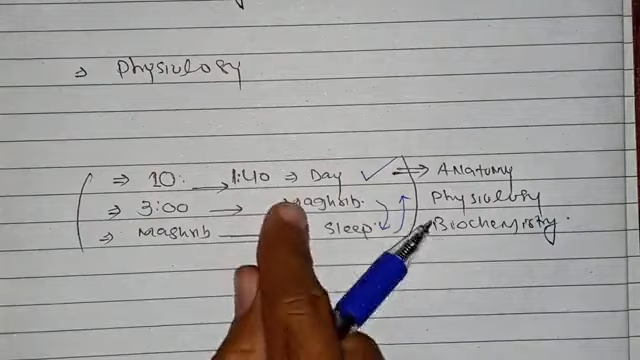 ⇒ Physiology
⇒ 10: → 1:40 ⇒ Day ✓ ⇒ Anatomy
⇒ 3:00 → Maghrib. Physiology
⇒ Maghrib — Sleep. Biochemistry.